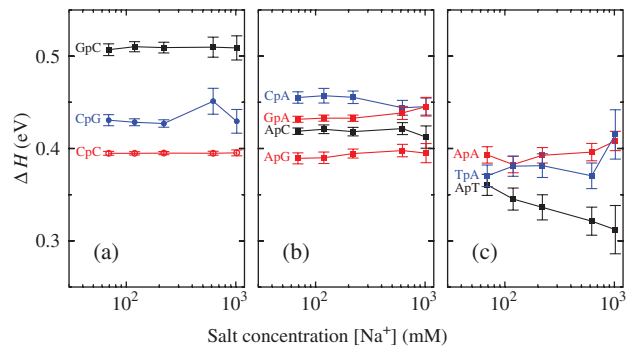 ΔH (eV)
0.5
0.4
0.3
GpC
CpG
CpC
(a)
CpA
GpA
ApC
ApG
(b)
ApA
TpA
ApT
(c)
10² 10³ 10² 10³ 10² 10³
Salt concentration [Na⁺] (mM)